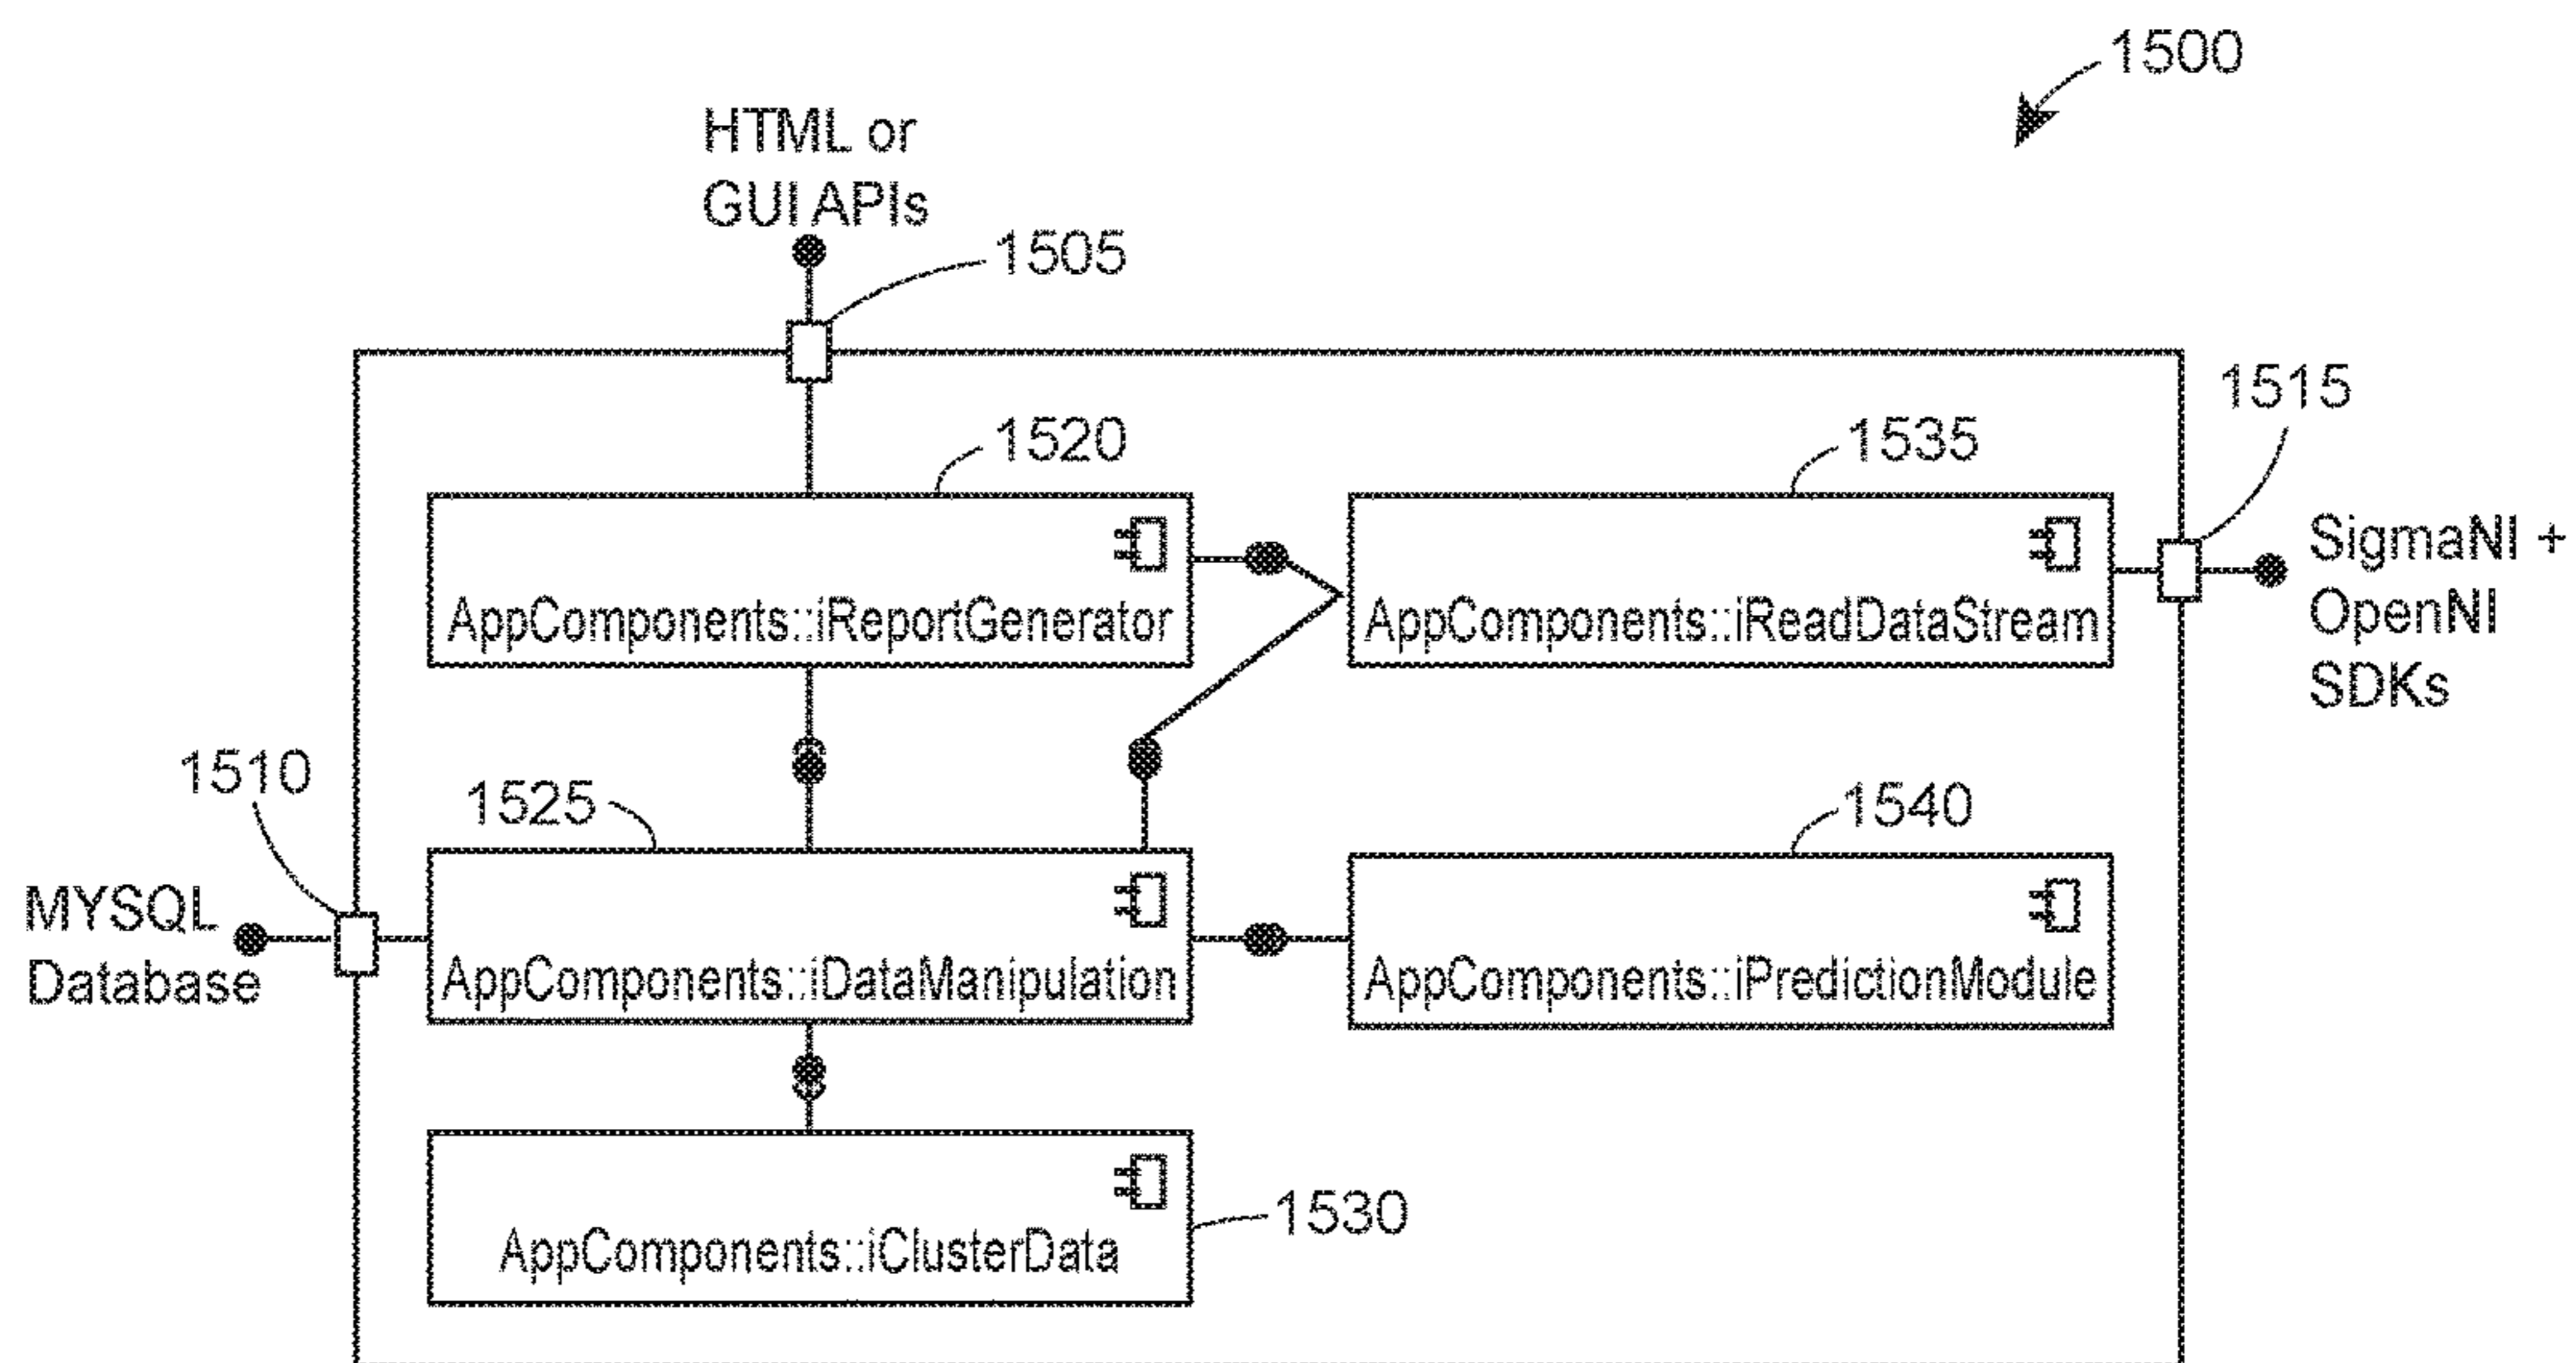 1500
HTML or
GUI APIs
1505
1515
1520
1535
SigmaNI +
OpenNI
SDKs
AppComponents::iReportGenerator
AppComponents::iReadDataStream
1510
1525
1540
MYSQL
Database
AppComponents::iDataManipulation
AppComponents::iPredictionModule
1530
AppComponents::iClusterData